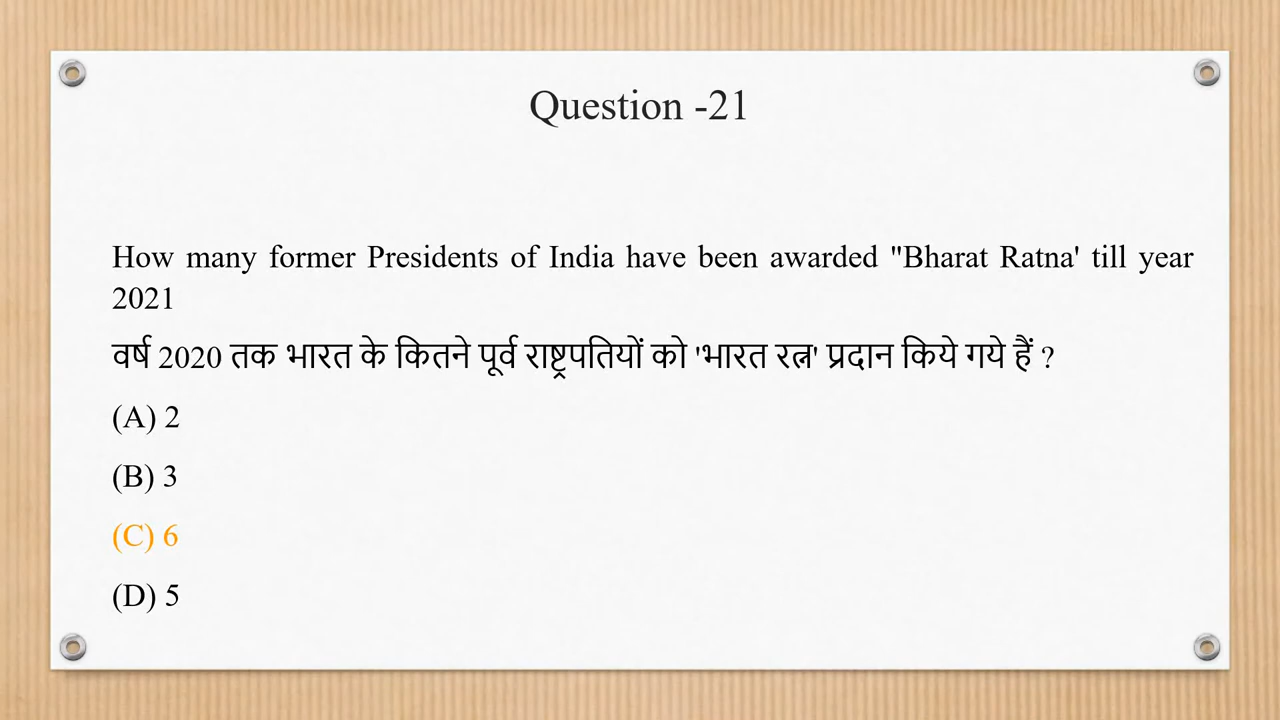 Question -21
How many former Presidents of India have been awarded "Bharat Ratna' till year
2021
वर्ष 2020 तक भारत के कितने पूर्व राष्ट्रपतियों को 'भारत रत्न' प्रदान किये गये हैं ?
(A) 2
(B) 3
(C) 6
(D) 5